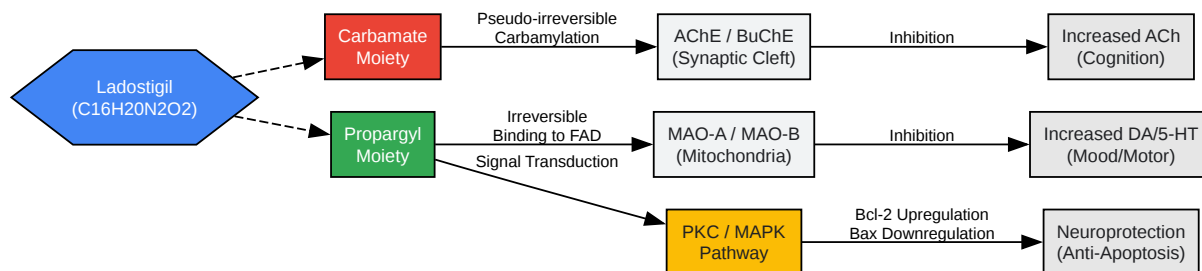 Ladostigil
(C16H20N2O2)
Carbamate
Moiety
Pseudo-irreversible
Carbamylation
AChE / BuChE
(Synaptic Cleft)
Inhibition
Increased ACh
(Cognition)
Propargyl
Moiety
Irreversible
Binding to FAD
MAO-A / MAO-B
(Mitochondria)
Inhibition
Increased DA/5-HT
(Mood/Motor)
Signal Transduction
PKC / MAPK
Pathway
Bcl-2 Upregulation
Bax Downregulation
Neuroprotection
(Anti-Apoptosis)